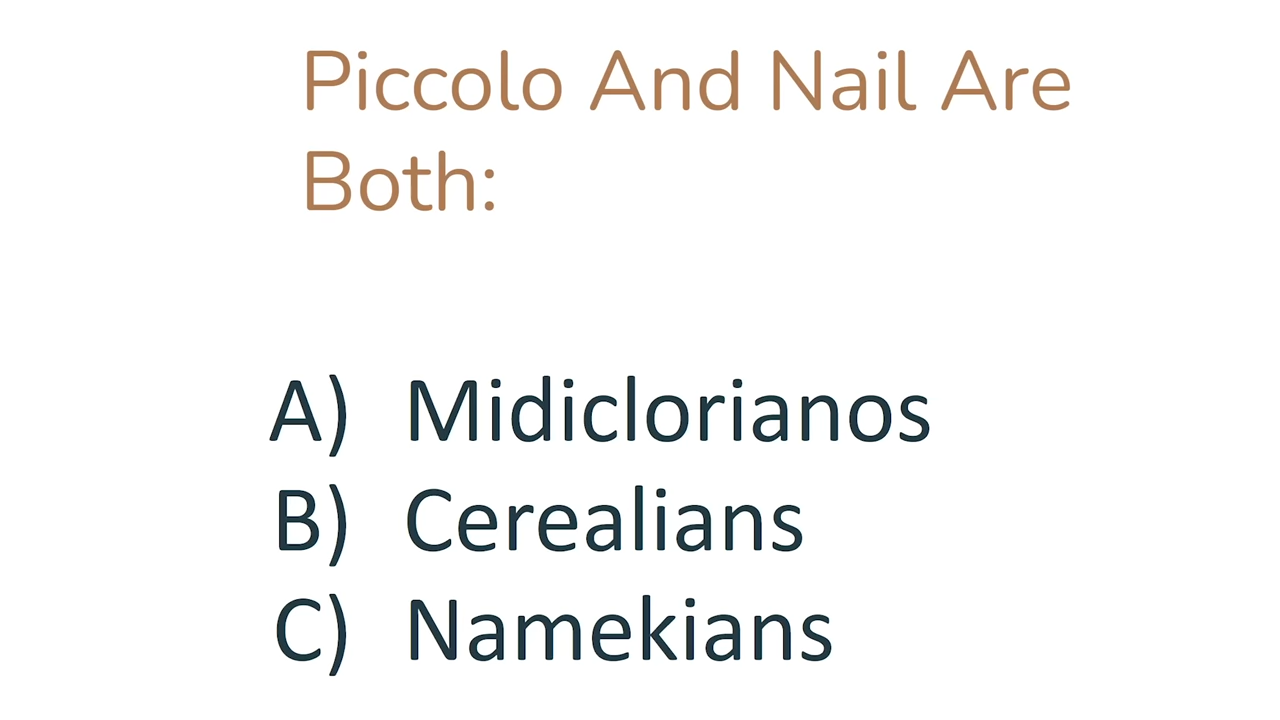 Piccolo And Nail Are
Both:
A) Midiclorianos
B) Cerealians
C) Namekians